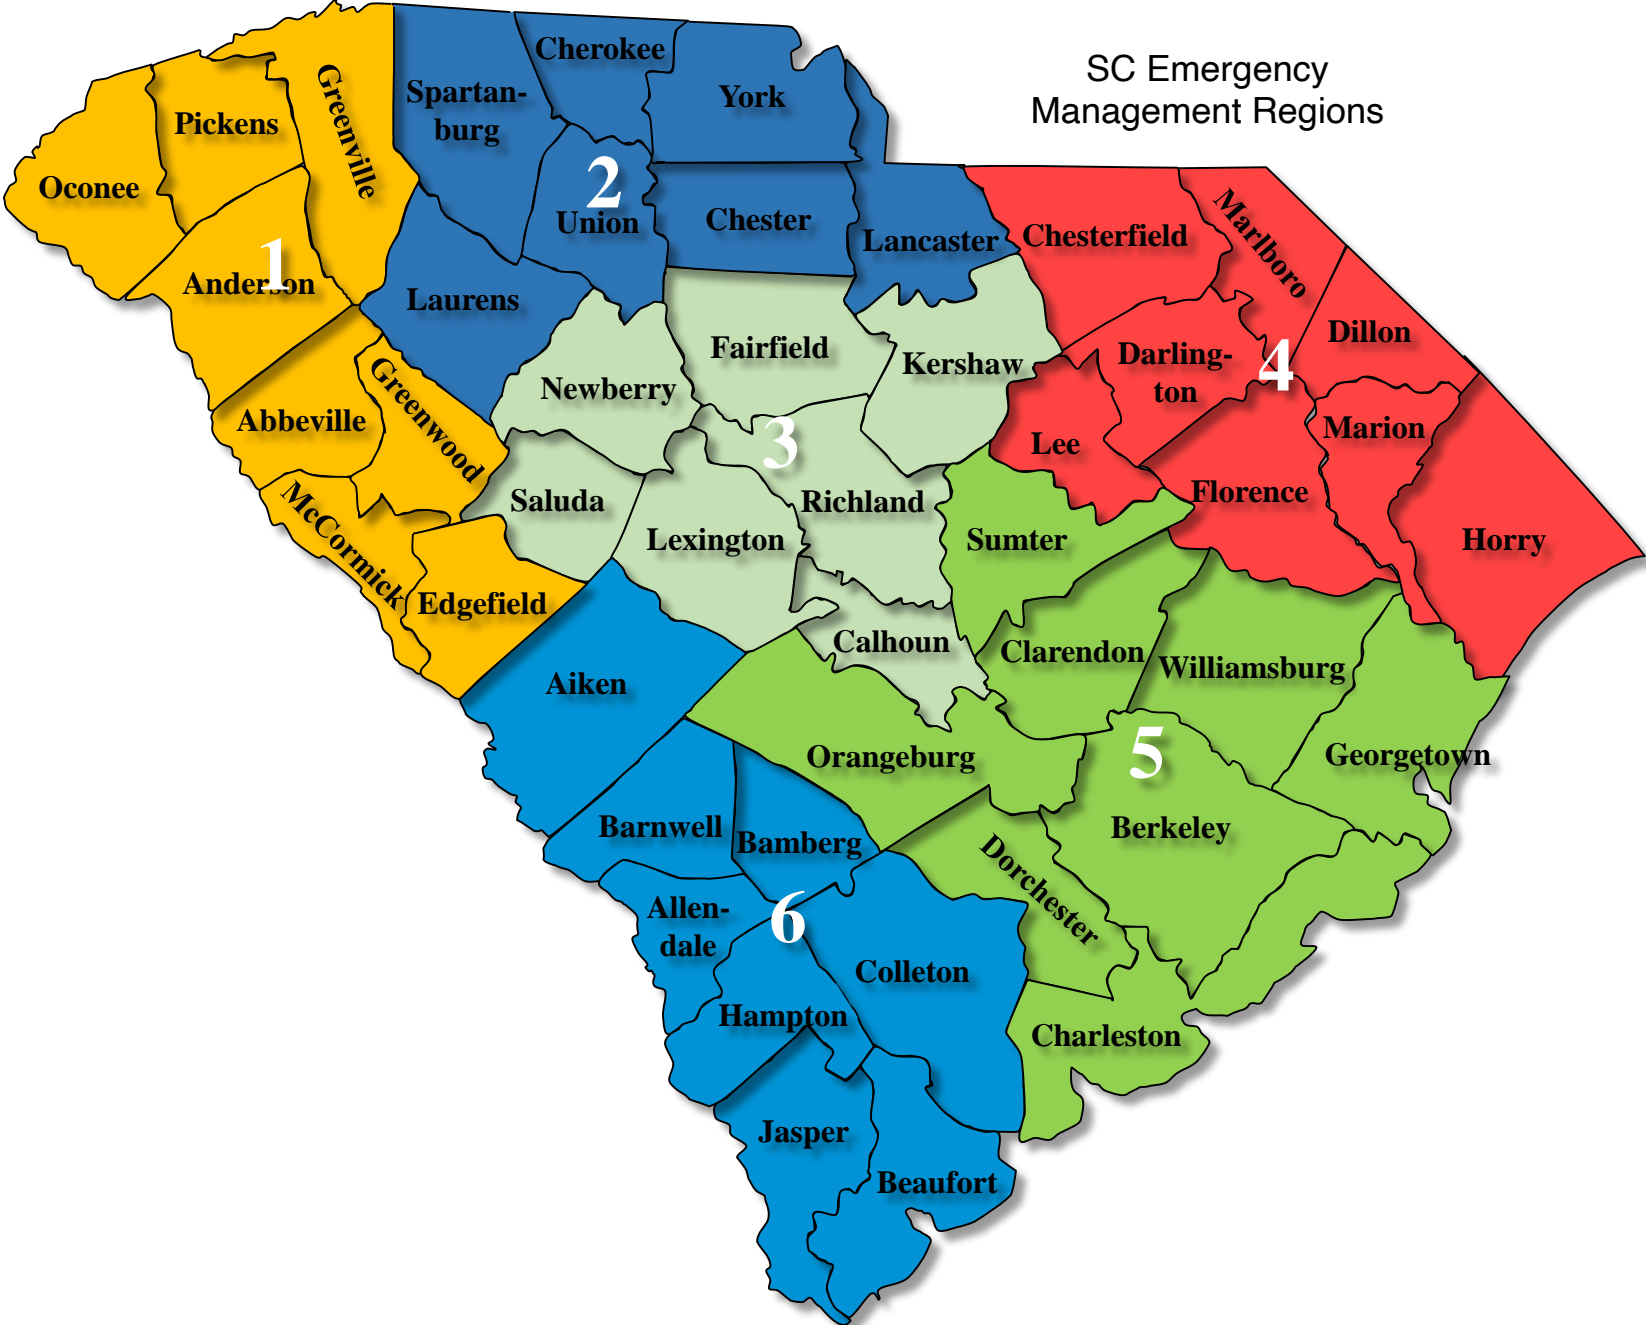 SC Emergency
Management Regions
Cherokee
Spartan-
burg
York
Greenville
Pickens
Oconee
2
Union
Chester
Lancaster
Chesterfield
Marlboro
1
Anderson
Laurens
Dillon
Fairfield
Kershaw
Darling-
ton
4
Newberry
Greenwood
Abbeville
3
Lee
Marion
Saluda
Richland
Florence
McCormick
Lexington
Sumter
Horry
Edgefield
Calhoun
Clarendon
Williamsburg
Aiken
Orangeburg
5
Georgetown
Barnwell
Bamberg
Berkeley
Dorchester
Allen-
dale
6
Colleton
Hampton
Charleston
Jasper
Beaufort